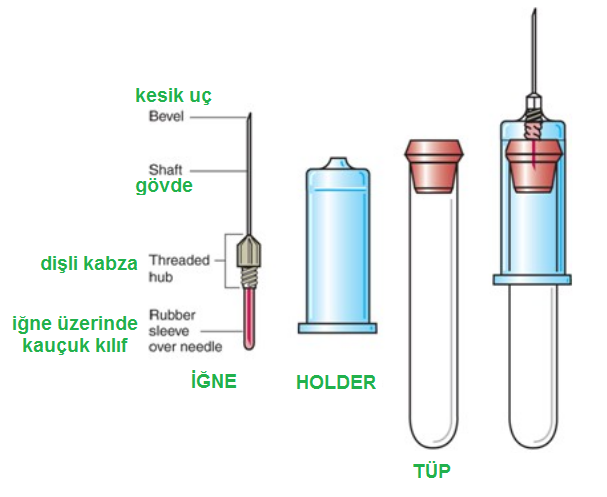 kesik uç
Bevel
Shaft
gövde
dişli kabza
Threaded
hub
iğne üzerinde
kauçuk kılıf
Rubber
sleeve
over needle
İĞNE
HOLDER
TÜP